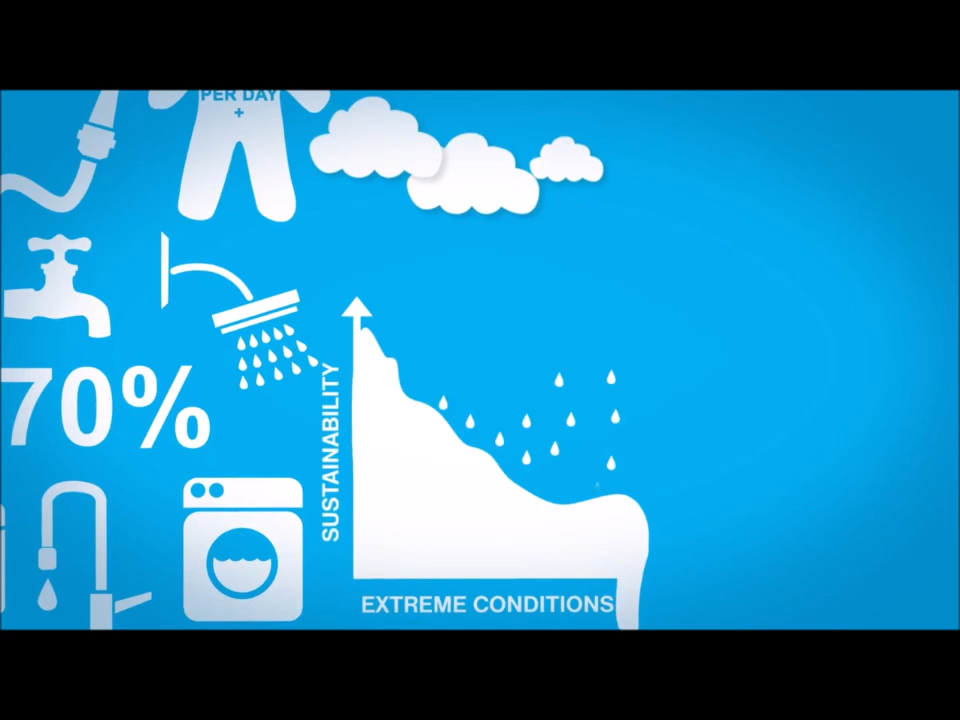 PER DAY
+
70%
SUSTAINABILITY
EXTREME CONDITIONS